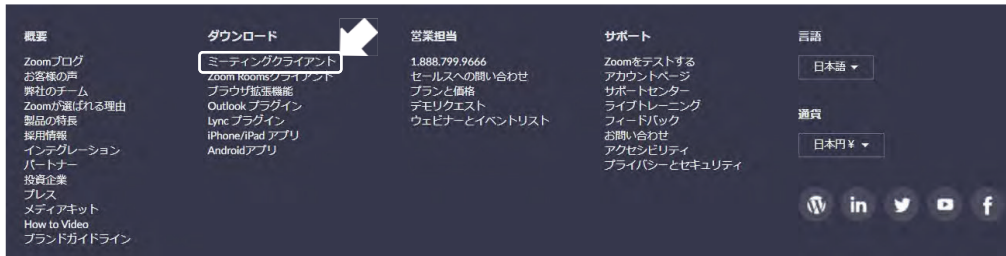 概要
Zoomブログ
お客様の声
弊社のチーム
Zoomが選ばれる理由
製品の特長
採用情報
インテグレーション
パートナー
投資企業
プレス
メディアキット
How to Video
ブランドガイドライン
ダウンロード
ミーティングクライアント
Zoom Roomsクライアント
ブラウザ拡張機能
Outlook プラグイン
Lync プラグイン
iPhone/iPad アプリ
Androidアプリ
営業担当
1.888.799.9666
セールスへの問い合わせ
プランと価格
デモリクエスト
ウェビナーとイベントリスト
サポート
Zoomをテストする
アカウントページ
サポートセンター
ライブトレーニング
フィードバック
お問い合わせ
アクセシビリティ
プライバシーとセキュリティ
言語
日本語
通貨
日本円 ¥
in
f